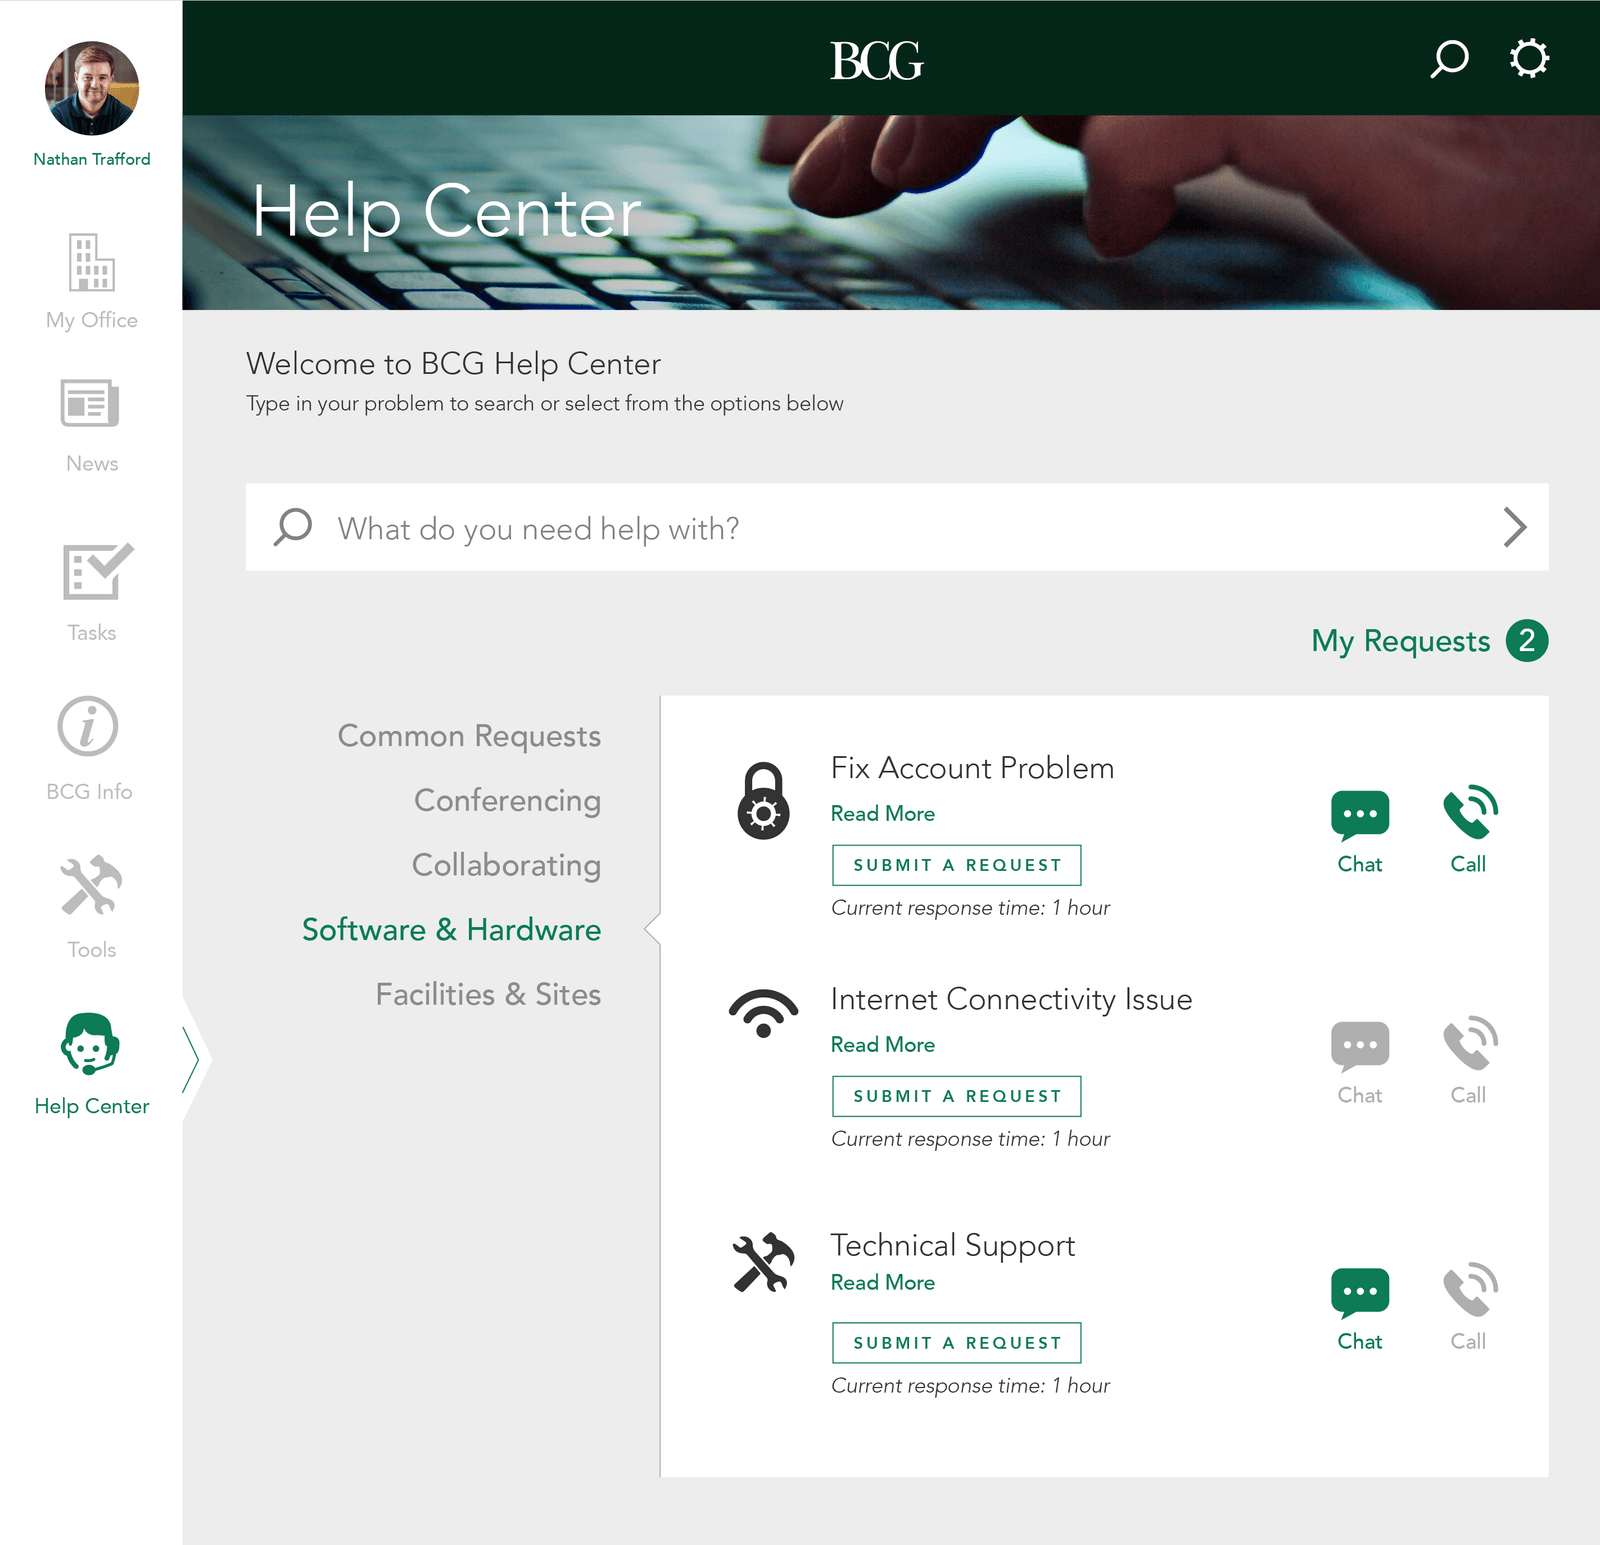 Nathan Trafford
My Office
News
Tasks
BCG Info
Tools
Help Center
BCG
Help Center
Welcome to BCG Help Center
Type in your problem to search or select from the options below
What do you need help with?
My Requests 2
Common Requests
Conferencing
Collaborating
Software & Hardware
Facilities & Sites
Fix Account Problem
Read More
SUBMIT A REQUEST
Current response time: 1 hour
Chat
Call
Internet Connectivity Issue
Read More
SUBMIT A REQUEST
Current response time: 1 hour
Chat
Call
Technical Support
Read More
SUBMIT A REQUEST
Current response time: 1 hour
Chat
Call